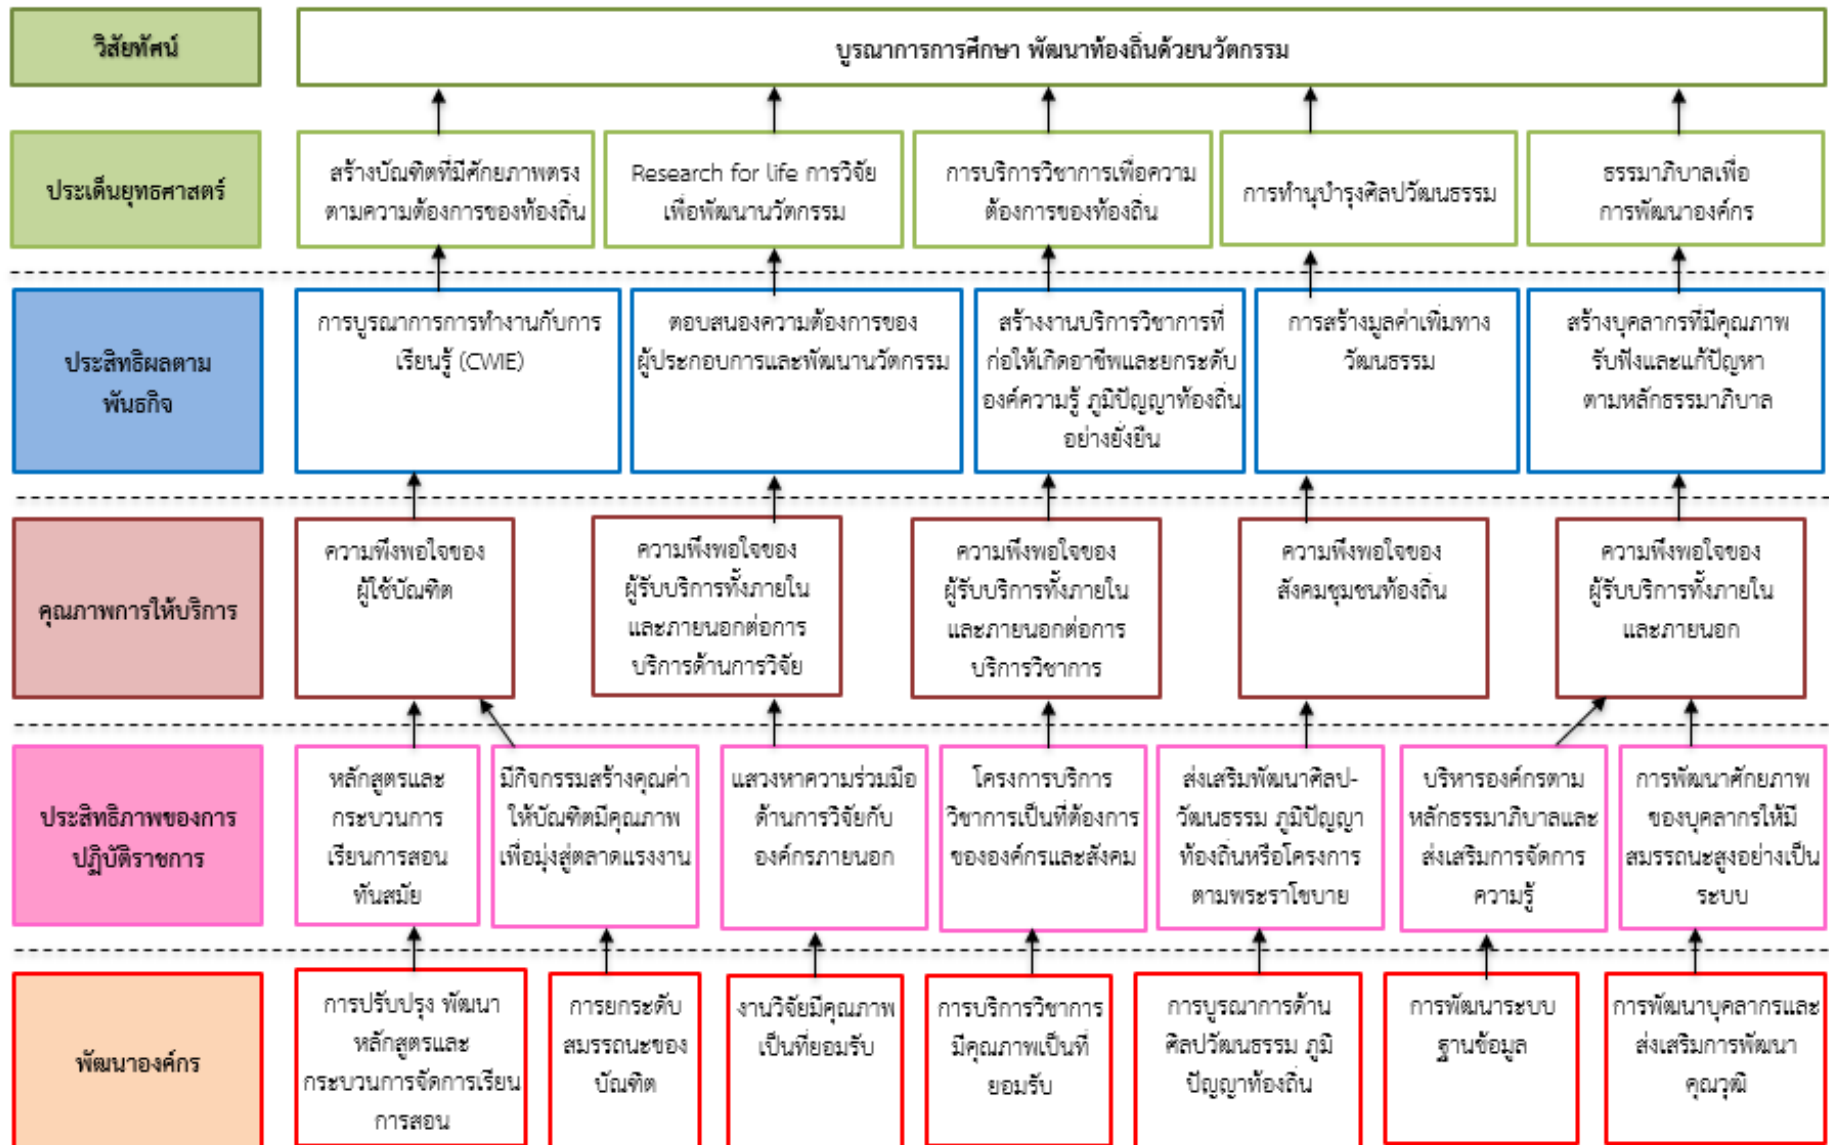 วิสัยทัศน์
บูรณาการการศึกษา พัฒนาท้องถิ่นด้วยนวัตกรรม
ประเด็นยุทธศาสตร์
สร้างบัณฑิตที่มีศักยภาพตรง
ตามความต้องการของท้องถิ่น
Research for life การวิจัย
เพื่อพัฒนานวัตกรรม
การบริการวิชาการเพื่อความ
ต้องการของท้องถิ่น
การทำนุบำรุงศิลปวัฒนธรรม
ธรรมาภิบาลเพื่อ
การพัฒนาองค์กร
ประสิทธิผลตาม
พันธกิจ
การบูรณาการการทำงานกับการ
เรียนรู้ (CWIE)
ตอบสนองความต้องการของ
ผู้ประกอบการและพัฒนานวัตกรรม
สร้างงานบริการวิชาการที่
ก่อให้เกิดอาชีพและยกระดับ
องค์ความรู้ ภูมิปัญญาท้องถิ่น
อย่างยั่งยืน
การสร้างมูลค่าเพิ่มทาง
วัฒนธรรม
สร้างบุคลากรที่มีคุณภาพ
รับฟังและแก้ปัญหา
ตามหลักธรรมาภิบาล
คุณภาพการให้บริการ
ความพึงพอใจของ
ผู้ใช้บัณฑิต
ความพึงพอใจของ
ผู้รับบริการทั้งภายใน
และภายนอกต่อการ
บริการด้านการวิจัย
ความพึงพอใจของ
ผู้รับบริการทั้งภายใน
และภายนอกต่อการ
บริการวิชาการ
ความพึงพอใจของ
สังคมชุมชนท้องถิ่น
ความพึงพอใจของ
ผู้รับบริการทั้งภายใน
และภายนอก
ประสิทธิภาพของการ
ปฏิบัติราชการ
หลักสูตรและ
กระบวนการ
เรียนการสอน
ทันสมัย
มีกิจกรรมสร้างคุณค่า
ให้บัณฑิตมีคุณภาพ
เพื่อมุ่งสู่ตลาดแรงงาน
แสวงหาความร่วมมือ
ด้านการวิจัยกับ
องค์กรภายนอก
โครงการบริการ
วิชาการเป็นที่ต้องการ
ขององค์กรและสังคม
ส่งเสริมพัฒนาศิลป-
วัฒนธรรม ภูมิปัญญา
ท้องถิ่นหรือโครงการ
ตามพระราโชบาย
บริหารองค์กรตาม
หลักธรรมาภิบาลและ
ส่งเสริมการจัดการ
ความรู้
การพัฒนาศักยภาพ
ของบุคลากรให้มี
สมรรถนะสูงอย่างเป็น
ระบบ
พัฒนาองค์กร
การปรับปรุง พัฒนา
หลักสูตรและ
กระบวนการจัดการเรียน
การสอน
การยกระดับ
สมรรถนะของ
บัณฑิต
งานวิจัยมีคุณภาพ
เป็นที่ยอมรับ
การบริการวิชาการ
มีคุณภาพเป็นที่
ยอมรับ
การบูรณาการด้าน
ศิลปวัฒนธรรม ภูมิ
ปัญญาท้องถิ่น
การพัฒนาระบบ
ฐานข้อมูล
การพัฒนาบุคลากรและ
ส่งเสริมการพัฒนา
คุณวุฒิ